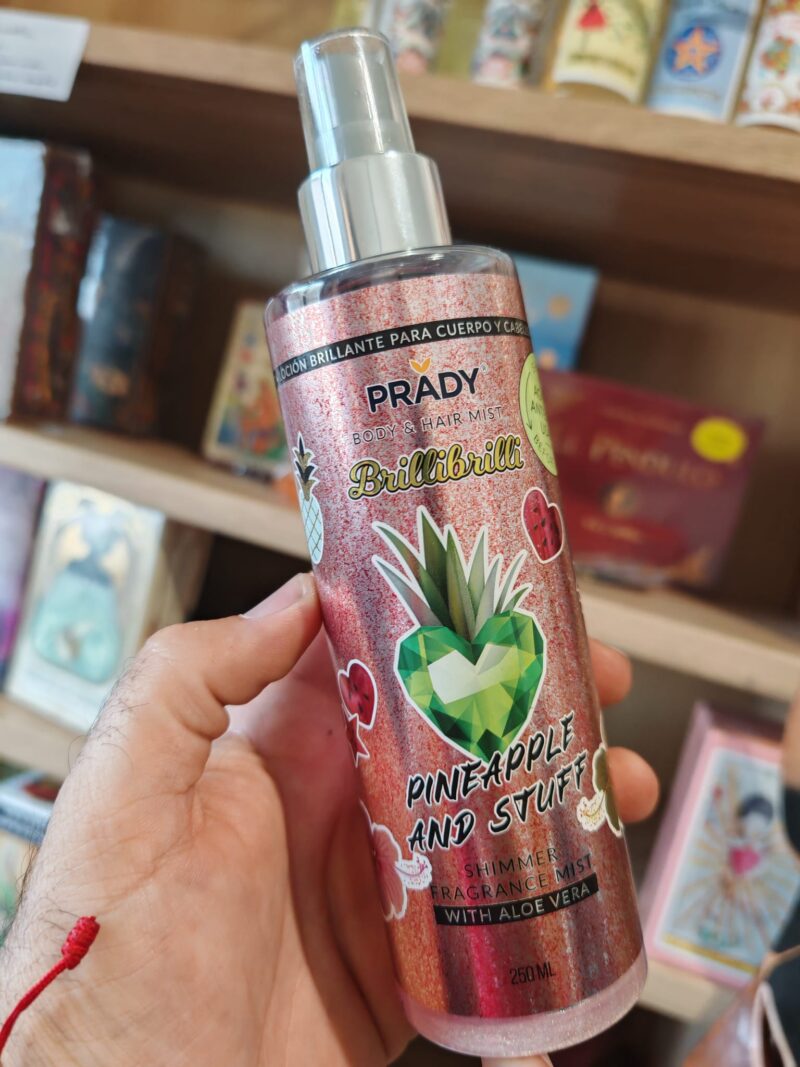 LOCIÓN BRILLANTE PARA CUERPO Y CABE
PRADY®
BODY & HAIR MIST
Brillibrilli
PINEAPPLE
AND STUFF
SHIMMER
FRAGRANCE MIST
WITH ALOE VERA
250 ML